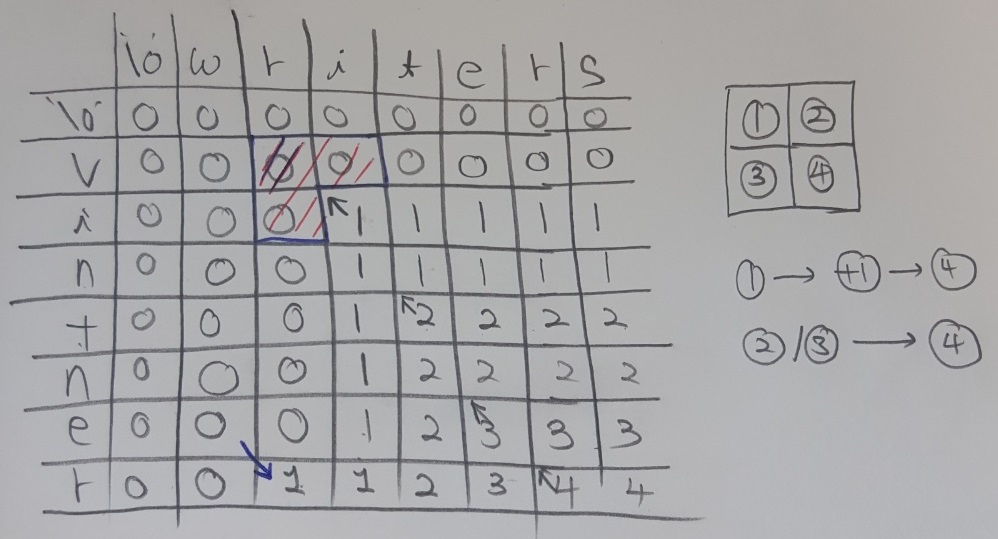 \0 w r i t e r s
\0 0 0 0 0 0 0 0 0
v 0 0 0 0 0 0 0 0
i 0 0 0 1 1 1 1 1
n 0 0 0 1 1 1 1 1
t 0 0 0 1 2 2 2 2
n 0 0 0 1 2 2 2 2
e 0 0 0 1 2 3 3 3
r 0 0 1 1 2 3 4 4
① ②
③ ④
① → +1 → ④
② / ③ → ④